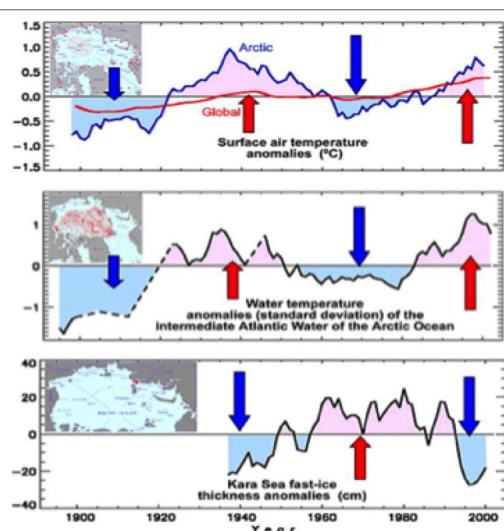 1.5
1.0
0.5
0.0
-0.5
-1.0
-1.5
Arctic
Global
Surface air temperature
anomalies (ºC)
1
0
-1
Water temperature
anomalies (standard deviation) of the
intermediate Atlantic Water of the Arctic Ocean
40
20
0
-20
-40
Kara Sea fast-ice
thickness anomalies (cm)
1900
1920
1940
1960
1980
2000
Year